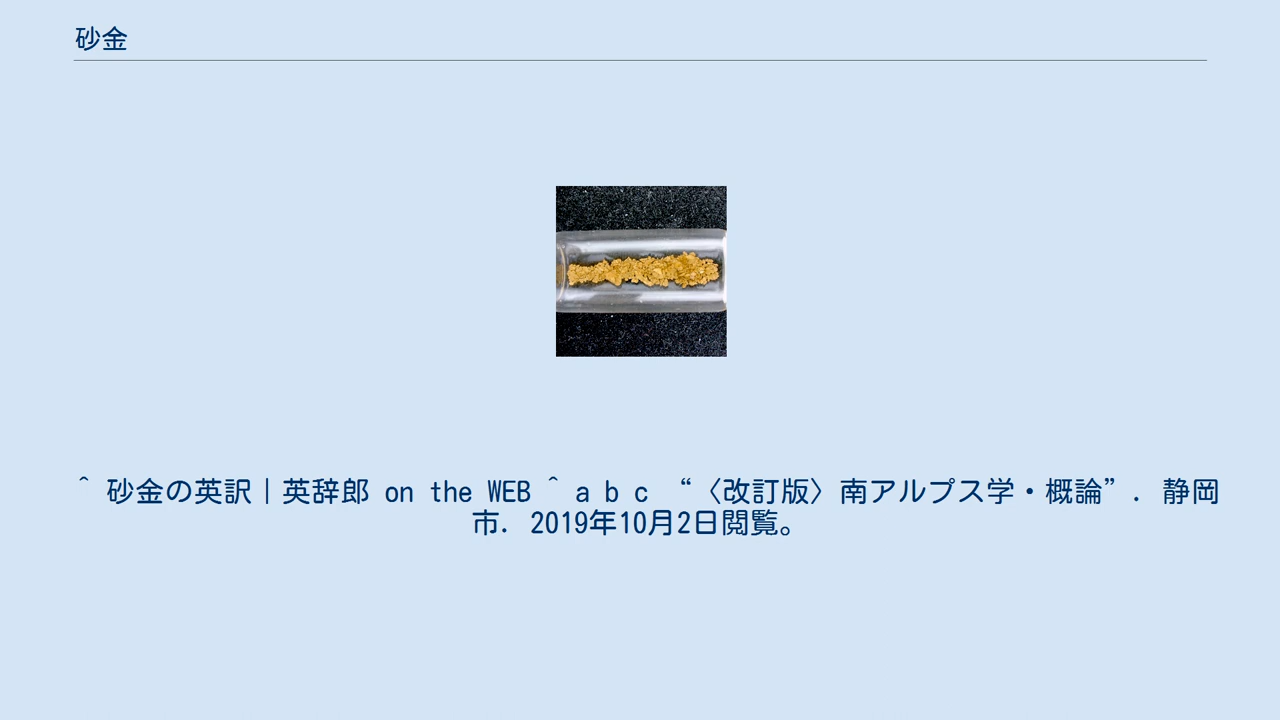 砂金
^ 砂金の英訳|英辞郎 on the WEB ^ a b c “〈改訂版〉南アルプス学・概論”. 静岡
市. 2019年10月2日閲覧。